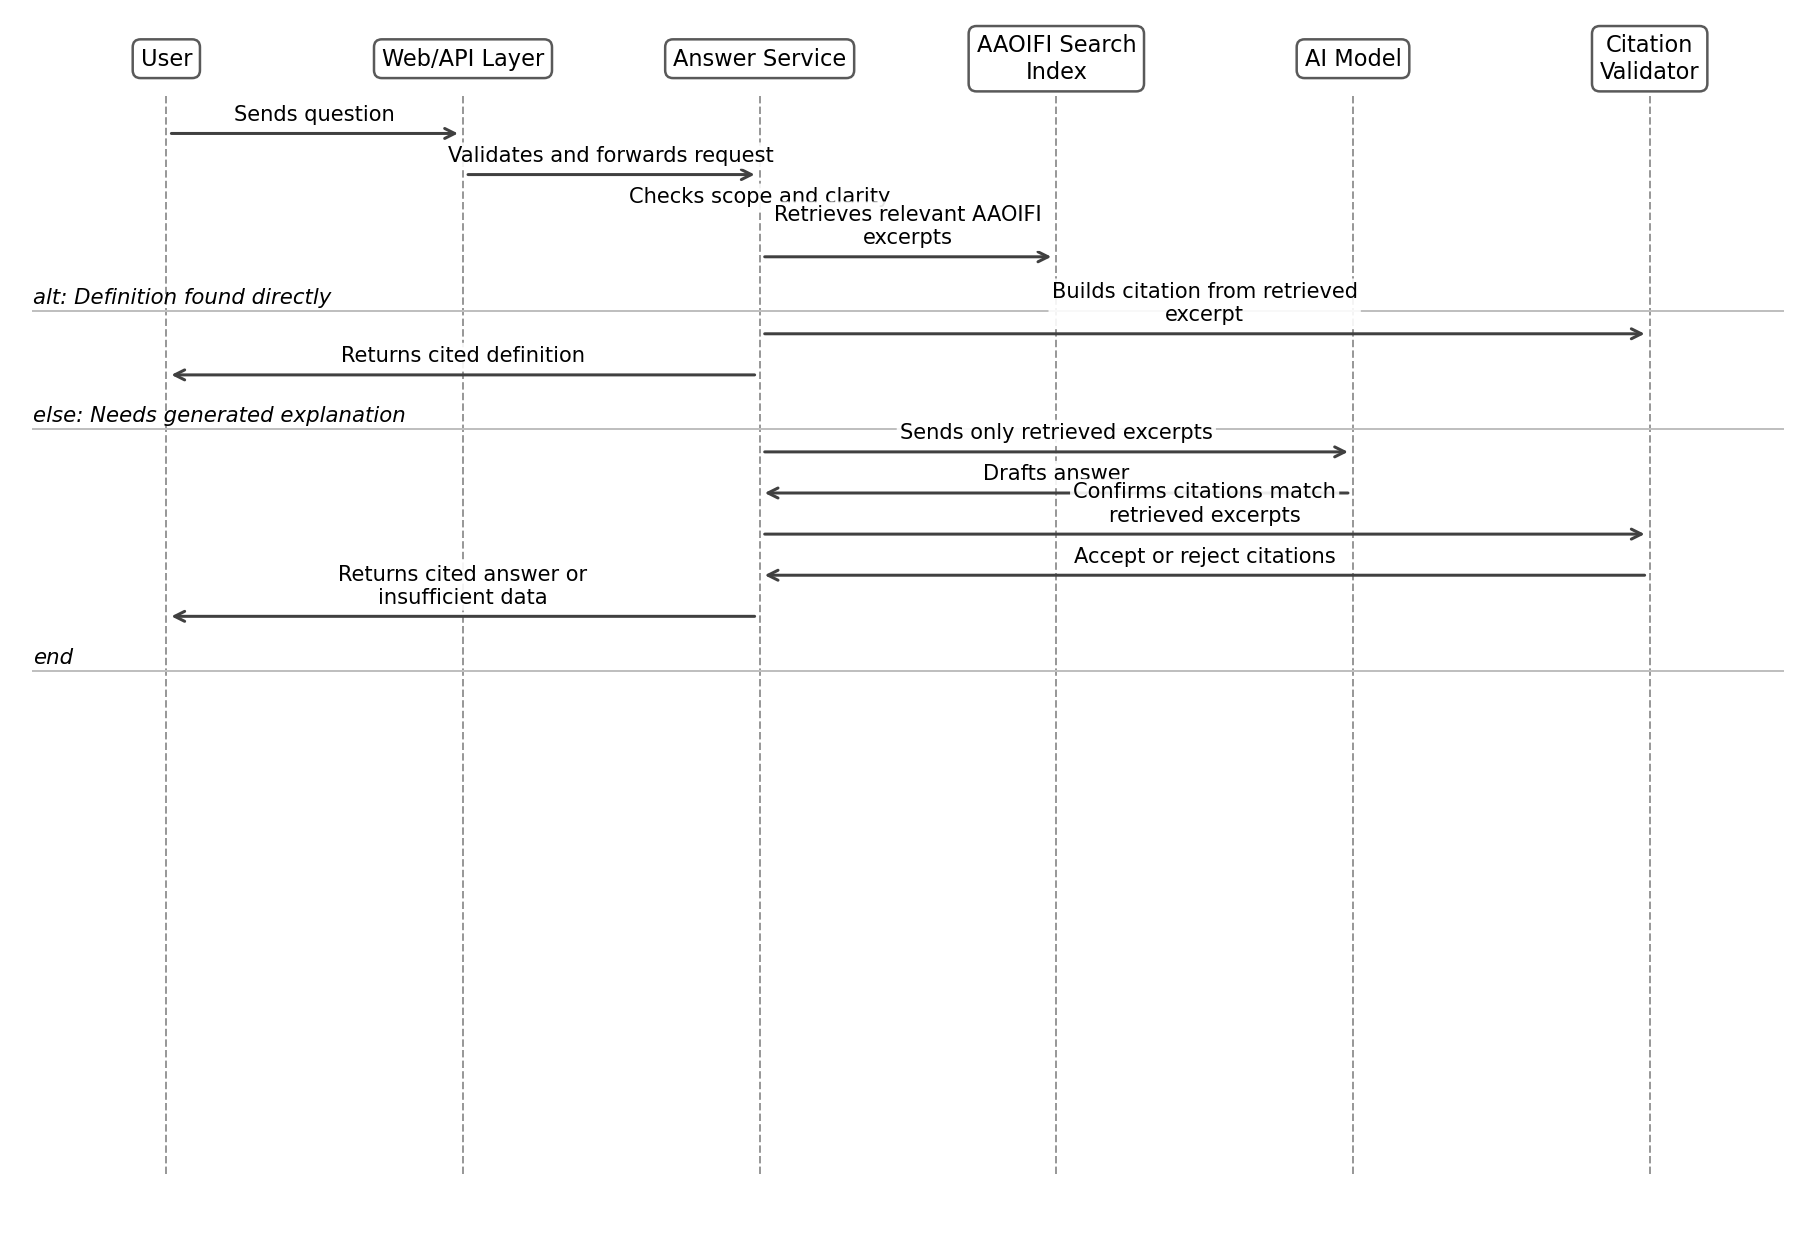 User
Web/API Layer
Answer Service
AAOIFI Search
Index
AI Model
Citation
Validator
Sends question
Validates and forwards request
Checks scope and clarity
Retrieves relevant AAOIFI
excerpts
alt: Definition found directly
Builds citation from retrieved
excerpt
Returns cited definition
else: Needs generated explanation
Sends only retrieved excerpts
Drafts answer
Confirms citations match
retrieved excerpts
Accept or reject citations
Returns cited answer or
insufficient data
end